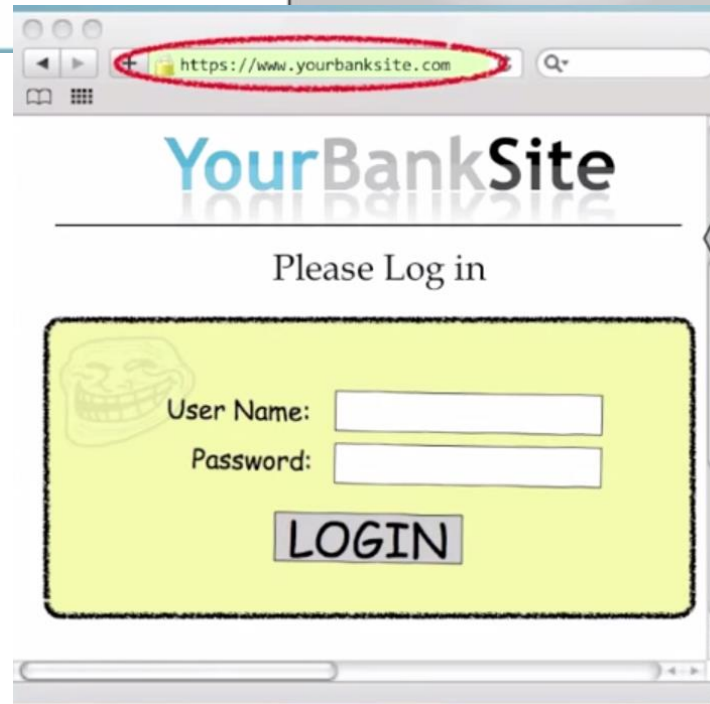 https://www.yourbanksite.com
YourBankSite
Please Log in
User Name:
Password:
LOGIN